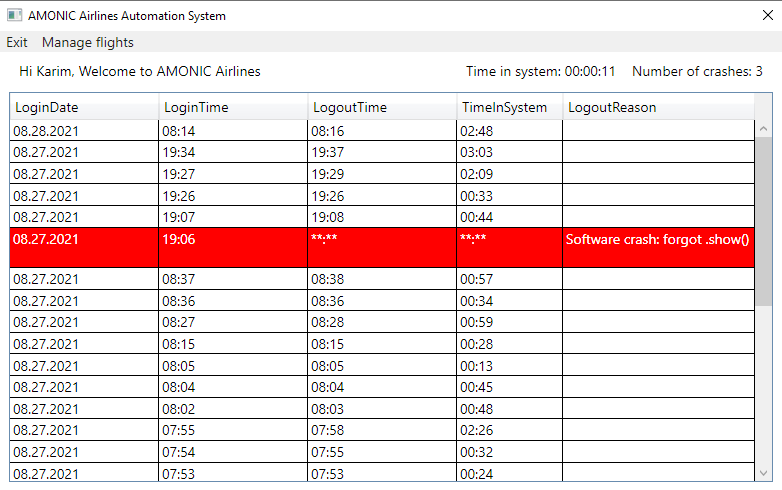 AMONIC Airlines Automation System
Exit Manage flights
Hi Karim, Welcome to AMONIC Airlines Time in system: 00:00:11 Number of crashes: 3
LoginDate LoginTime LogoutTime TimeInSystem LogoutReason
08.28.2021 08:14 08:16 02:48
08.27.2021 19:34 19:37 03:03
08.27.2021 19:27 19:29 02:09
08.27.2021 19:26 19:26 00:33
08.27.2021 19:07 19:08 00:44
08.27.2021 19:06 **:** **:** Software crash: forgot .show()
08.27.2021 08:37 08:38 00:57
08.27.2021 08:36 08:36 00:34
08.27.2021 08:27 08:28 00:59
08.27.2021 08:15 08:15 00:28
08.27.2021 08:05 08:05 00:13
08.27.2021 08:04 08:04 00:45
08.27.2021 08:02 08:03 00:48
08.27.2021 07:55 07:58 02:26
08.27.2021 07:54 07:55 00:32
08.27.2021 07:53 07:53 00:24